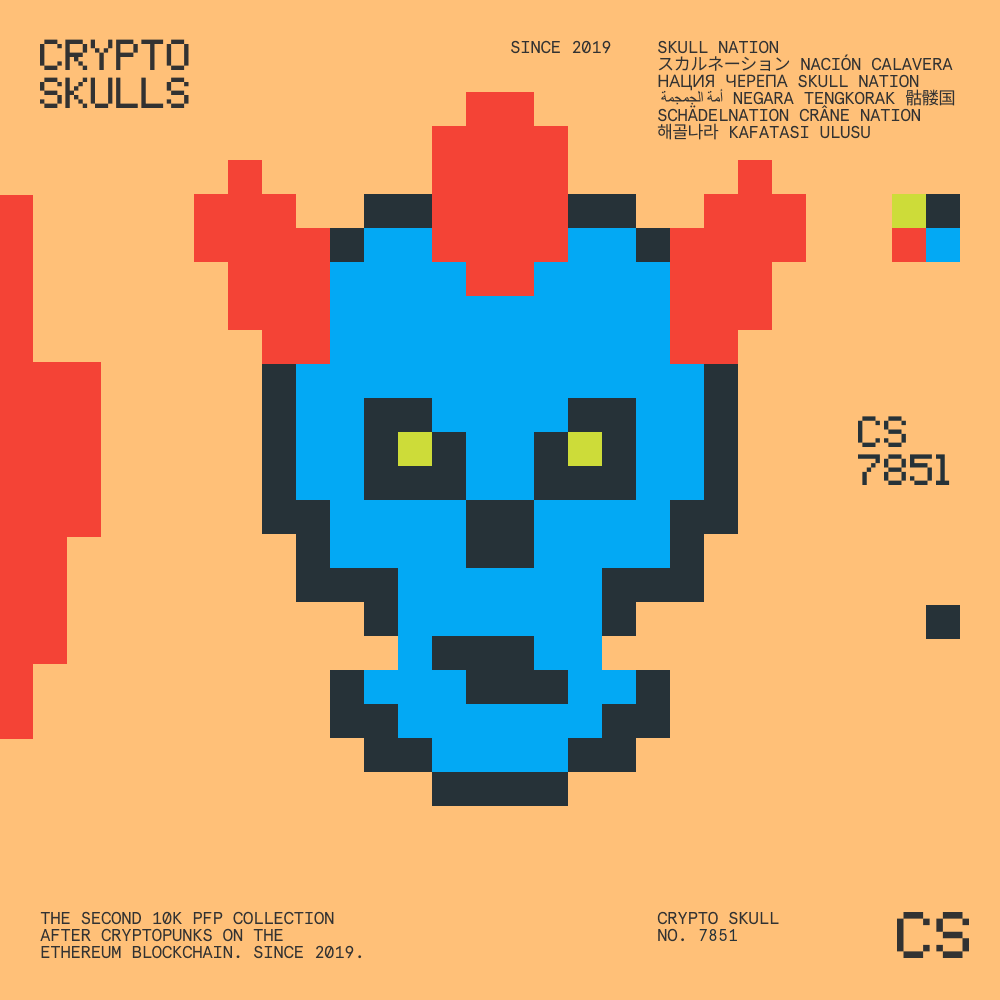 CRYPTO
SKULLS
SINCE 2019
SKULL NATION
スカルネーション NACIÓN CALAVERA
НАЦИЯ ЧЕРЕПА SKULL NATION
أمة الجمجمة NEGARA TENGKORAK 骷髅国
SCHÄDELNATION CRÂNE NATION
해골나라 KAFATASI ULUSU
CS
7851
THE SECOND 10K PFP COLLECTION
AFTER CRYPTOPUNKS ON THE
ETHEREUM BLOCKCHAIN. SINCE 2019.
CRYPTO SKULL
NO. 7851
CS